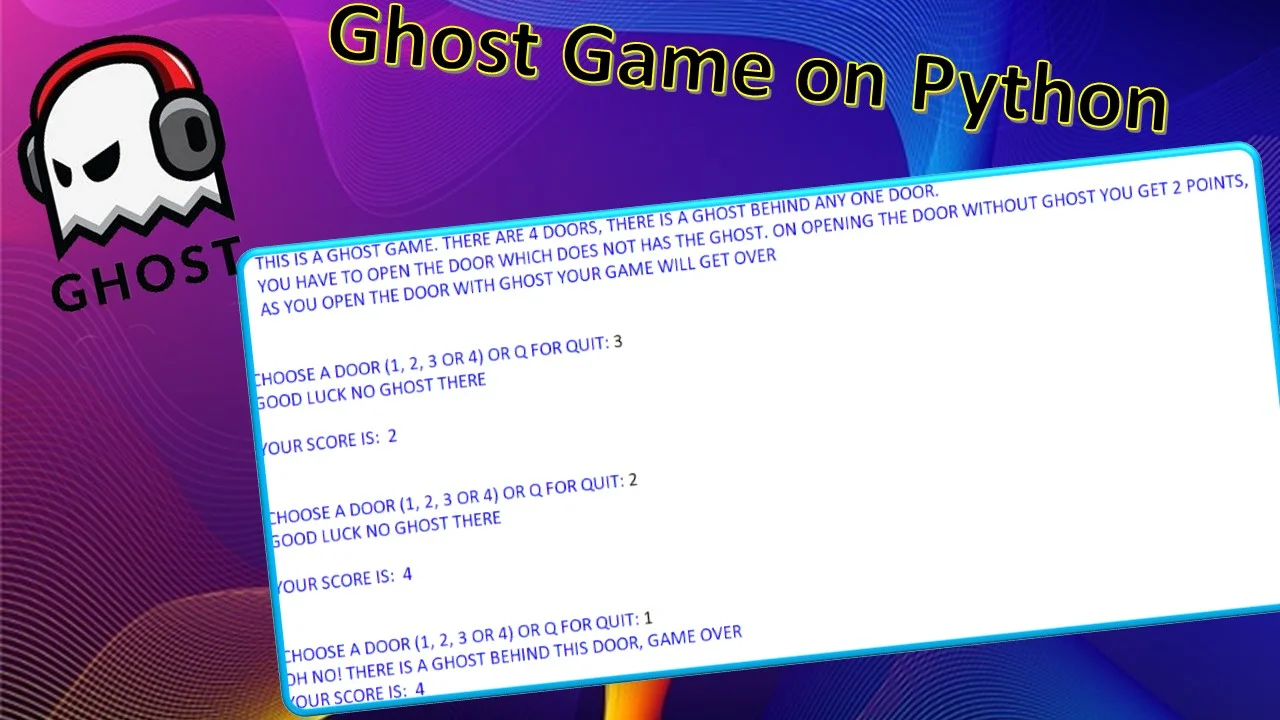 Ghost Game on Python
GHOST
THIS IS A GHOST GAME. THERE ARE 4 DOORS, THERE IS A GHOST BEHIND ANY ONE DOOR.
YOU HAVE TO OPEN THE DOOR WHICH DOES NOT HAS THE GHOST. ON OPENING THE DOOR WITHOUT GHOST YOU GET 2 POINTS,
AS YOU OPEN THE DOOR WITH GHOST YOUR GAME WILL GET OVER
CHOOSE A DOOR (1, 2, 3 OR 4) OR Q FOR QUIT: 3
GOOD LUCK NO GHOST THERE
YOUR SCORE IS: 2
CHOOSE A DOOR (1, 2, 3 OR 4) OR Q FOR QUIT: 2
GOOD LUCK NO GHOST THERE
YOUR SCORE IS: 4
CHOOSE A DOOR (1, 2, 3 OR 4) OR Q FOR QUIT: 1
OH NO! THERE IS A GHOST BEHIND THIS DOOR, GAME OVER
YOUR SCORE IS: 4